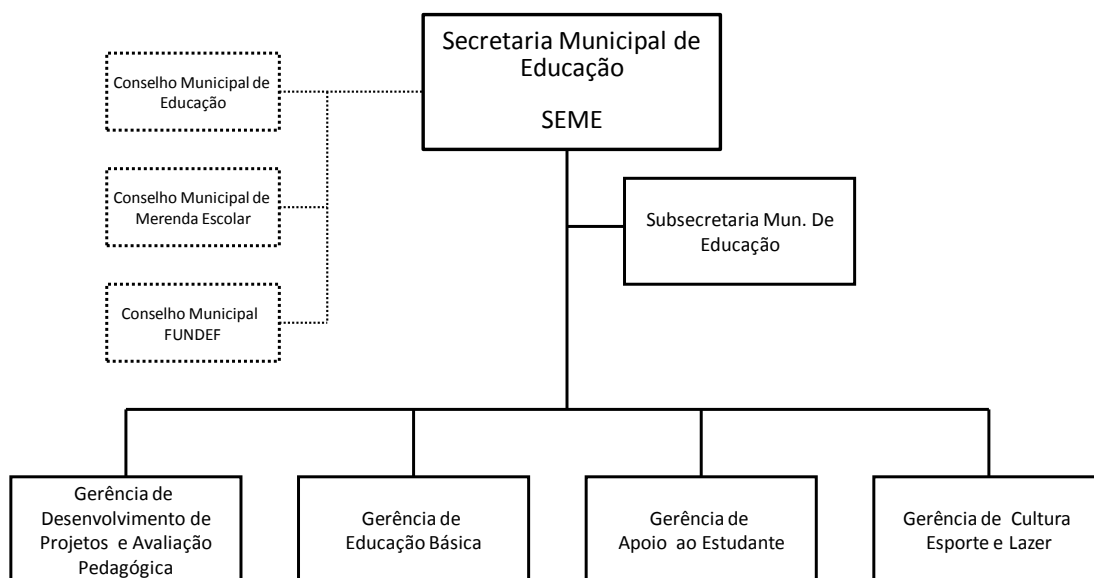 Secretaria Municipal de
Educação
SEME
Conselho Municipal de
Educação
Conselho Municipal de
Merenda Escolar
Conselho Municipal
FUNDEF
Subsecretaria Mun. De
Educação
Gerência de
Desenvolvimento de
Projetos e Avaliação
Pedagógica
Gerência de
Educação Básica
Gerência de
Apoio ao Estudante
Gerência de Cultura
Esporte e Lazer